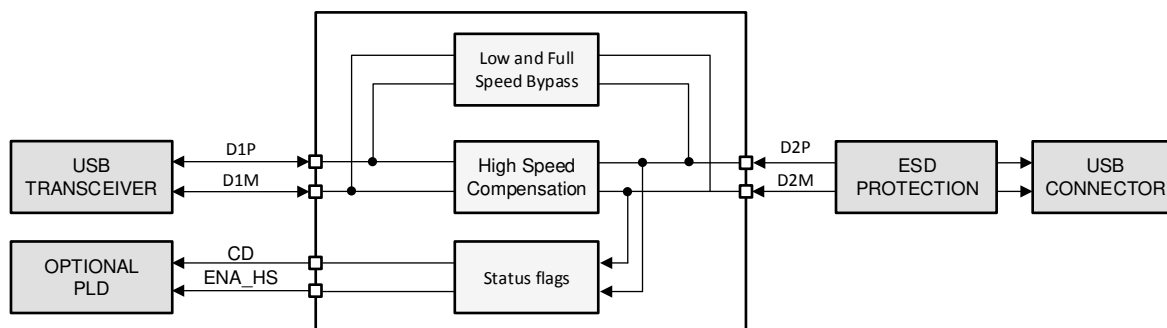 Low and Full
Speed Bypass
USB
TRANSCEIVER
D1P
D1M
High Speed
Compensation
D2P
D2M
ESD
PROTECTION
USB
CONNECTOR
OPTIONAL
PLD
CD
ENA_HS
Status flags